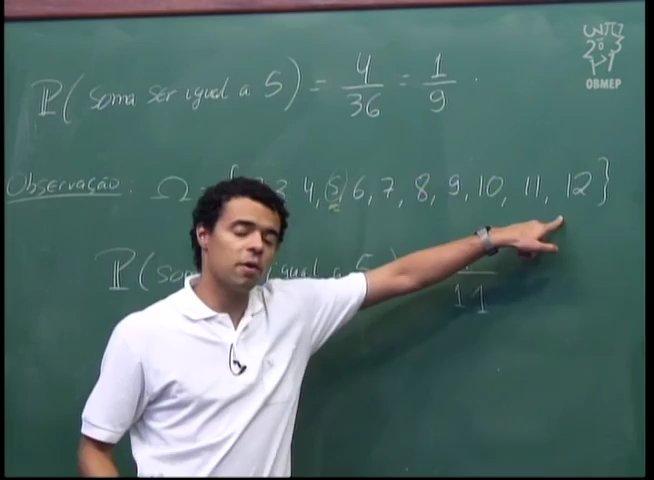 ℙ( soma ser igual a 5 ) = 4/36 = 1/9 .
OBMEP
Observação: Ω = { 3, 4, 5, 6, 7, 8, 9, 10, 11, 12 }
ℙ( igual a 5 ) 11